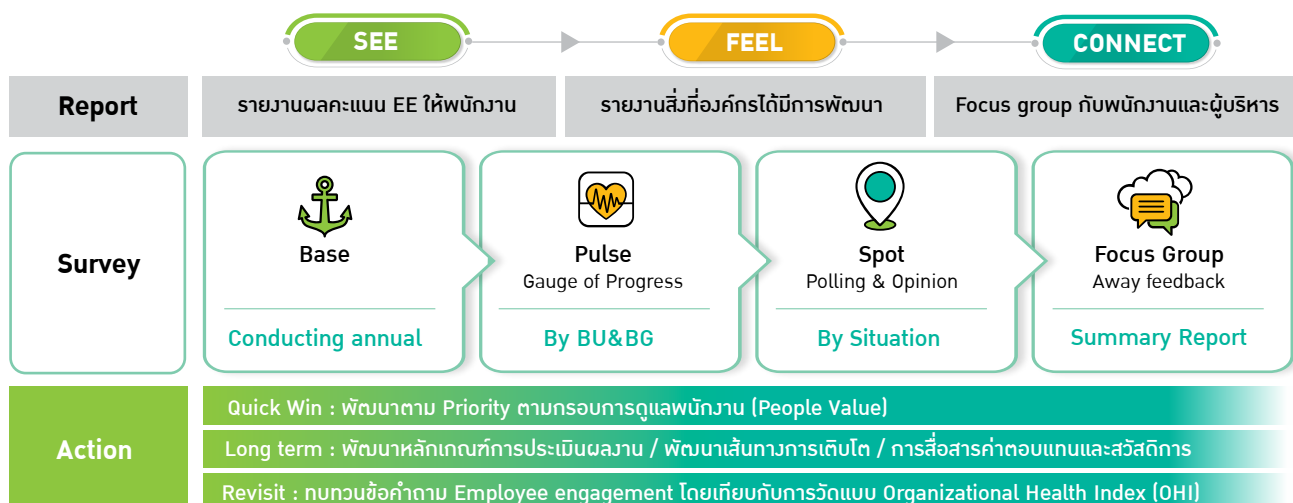 SEE
FEEL
CONNECT
Report
รายงานผลคะแนน EE ให้พนักงาน
รายงานสิ่งที่องค์กรได้มีการพัฒนา
Focus group กับพนักงานและผู้บริหาร
Survey
Base
Conducting annual
Pulse
Gauge of Progress
By BU&BG
Spot
Polling & Opinion
By Situation
Focus Group
Away feedback
Summary Report
Action
Quick Win : พัฒนาตาม Priority ตามกรอบการดูแลพนักงาน (People Value)
Long term : พัฒนาหลักเกณฑ์การประเมินผลงาน / พัฒนาเส้นทางการเติบโต / การสื่อสารค่าตอบแทนและสวัสดิการ
Revisit : ทบทวนข้อคำถาม Employee engagement โดยเทียบกับการวัดแบบ Organizational Health Index (OHI)